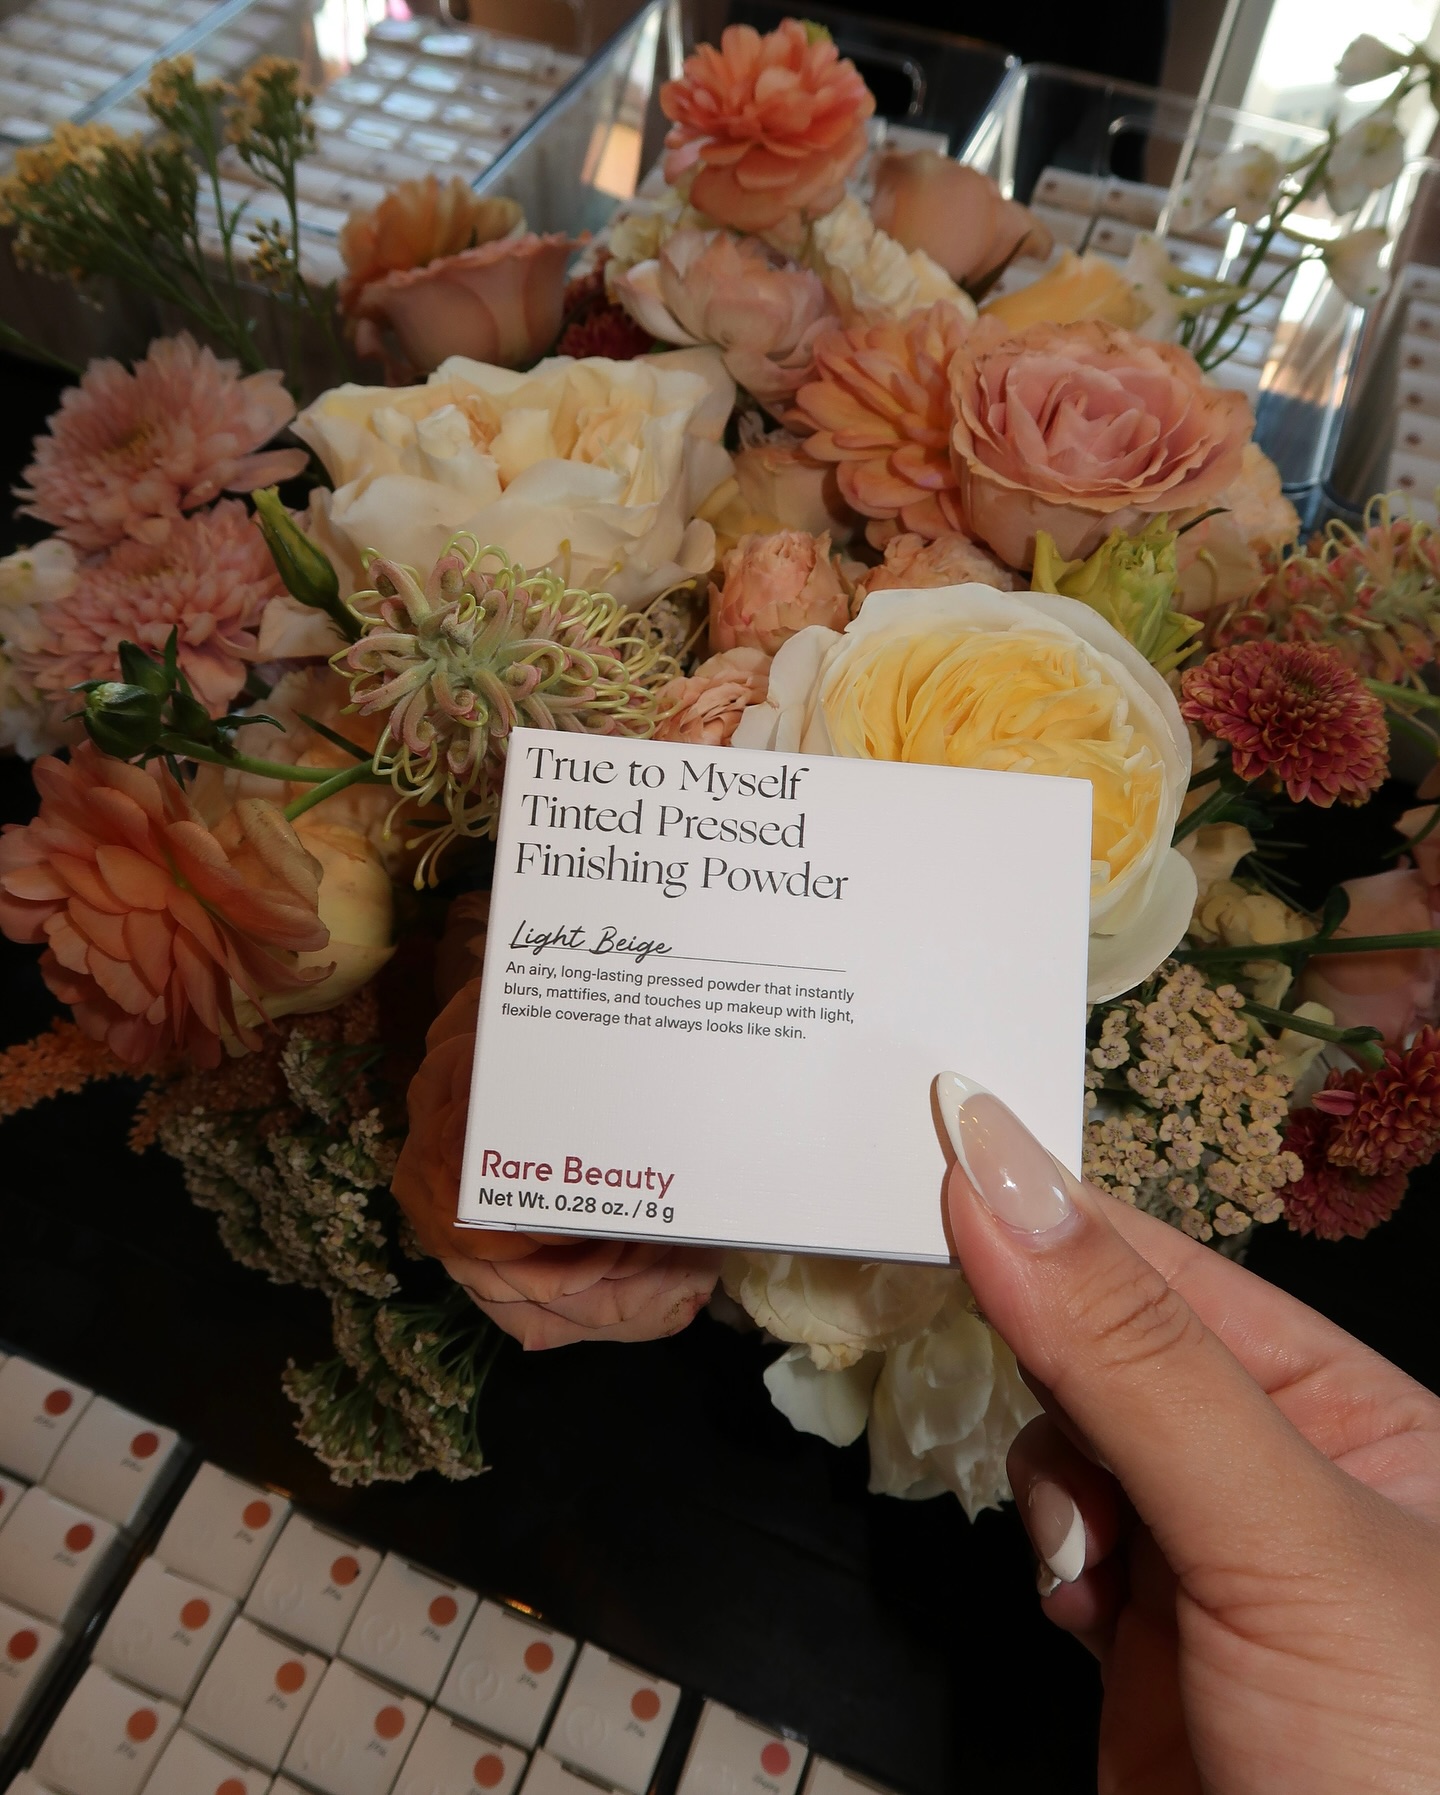 True to Myself
Tinted Pressed
Finishing Powder
Light Beige
An airy, long-lasting pressed powder that instantly
blurs, mattifies, and touches up makeup with light,
flexible coverage that always looks like skin.
Rare Beauty
Net Wt. 0.28 oz. / 8 g